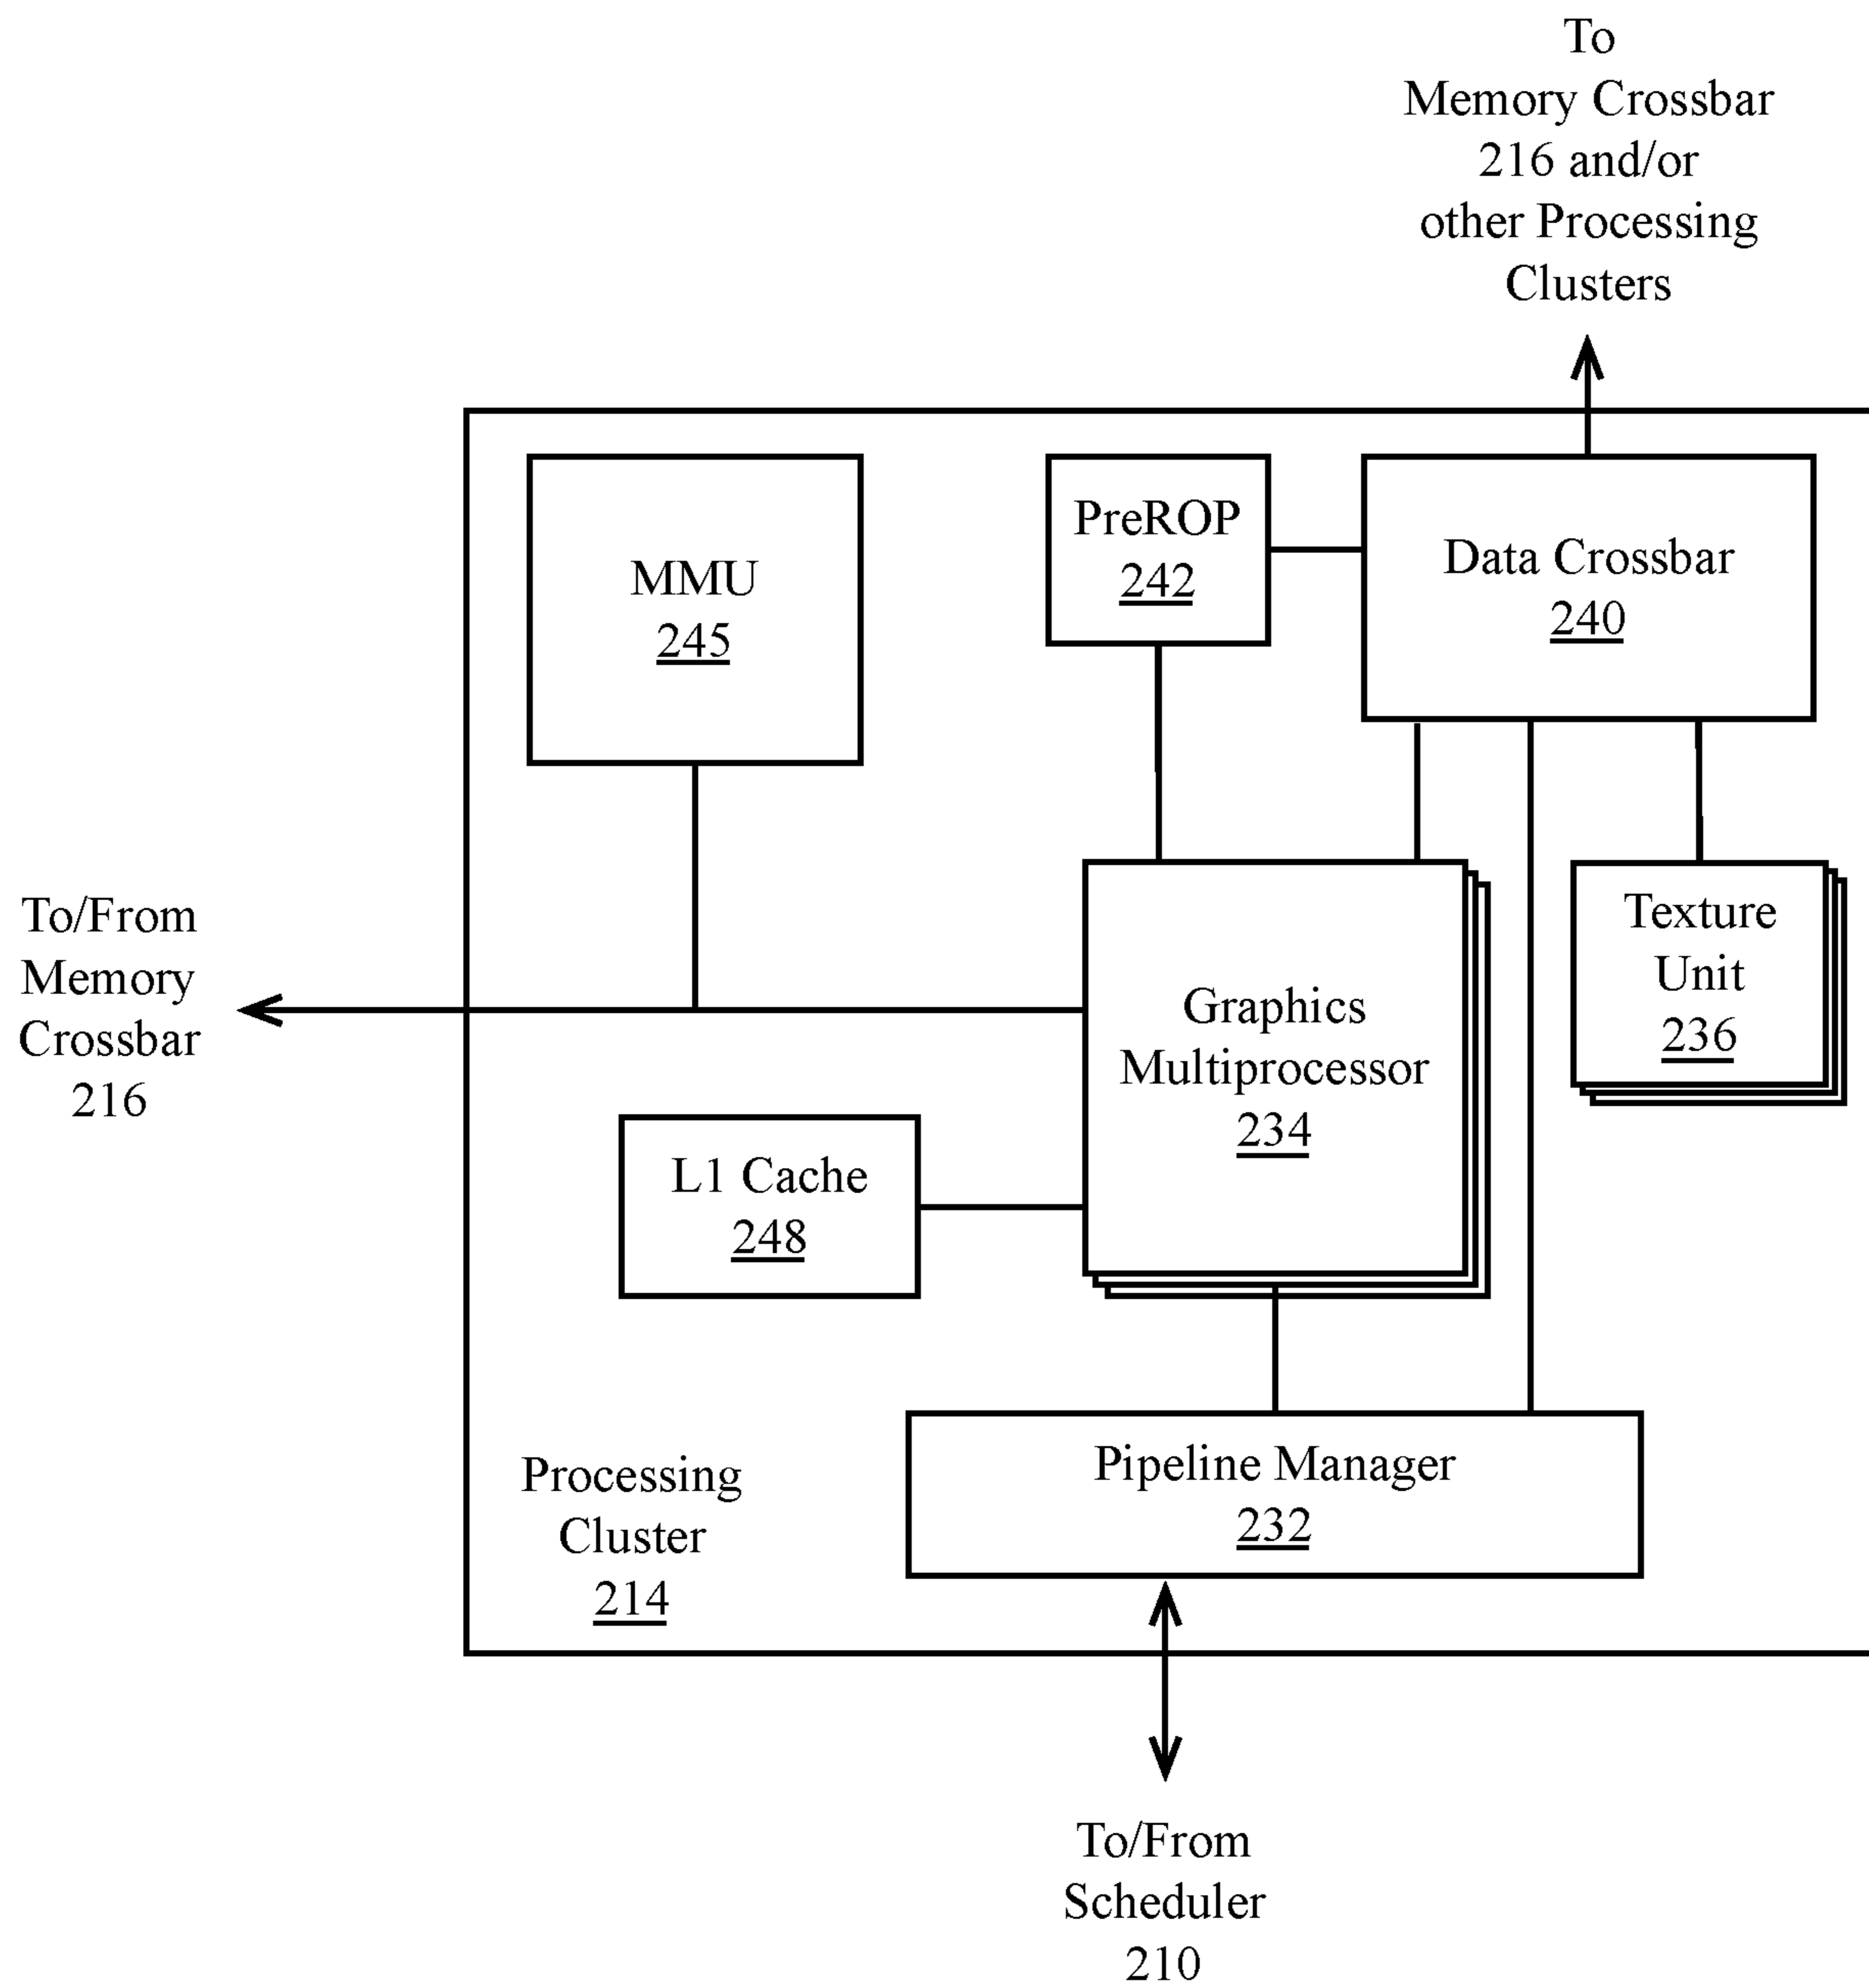 To
Memory Crossbar
216 and/or
other Processing
Clusters
MMU
245
PreROP
242
Data Crossbar
240
To/From
Memory
Crossbar
216
Graphics
Multiprocessor
234
Texture
Unit
236
L1 Cache
248
Processing
Cluster
214
Pipeline Manager
232
To/From
Scheduler
210